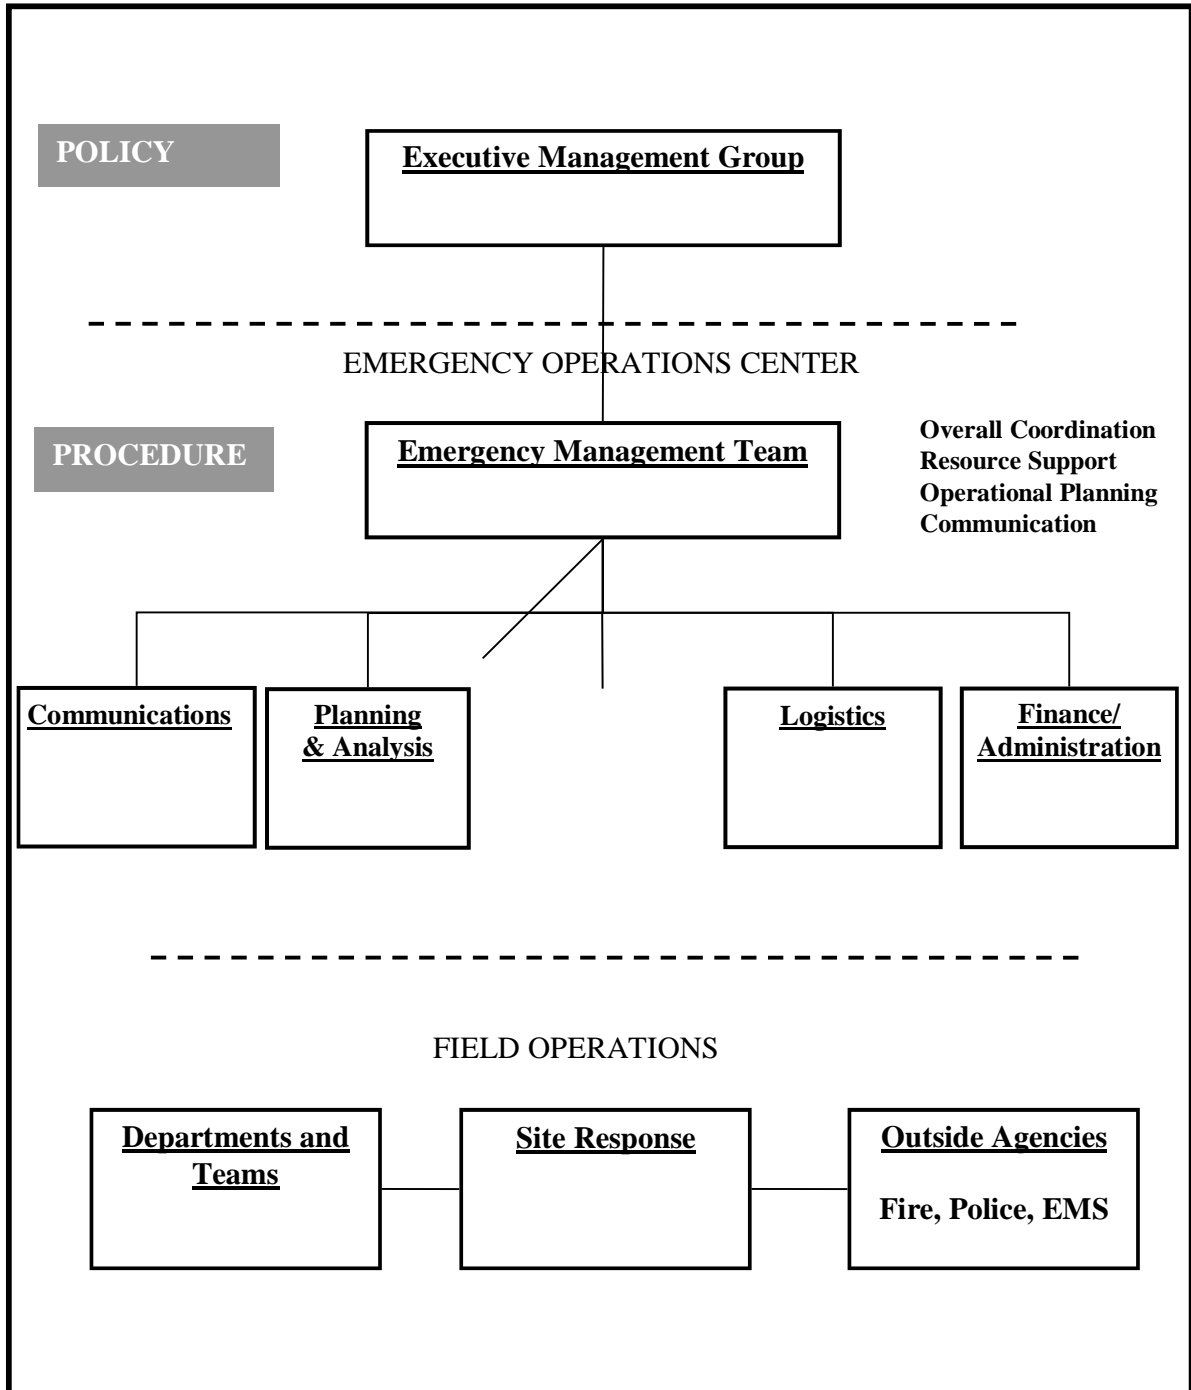 POLICY
Executive Management Group
EMERGENCY OPERATIONS CENTER
PROCEDURE
Emergency Management Team
Overall Coordination
Resource Support
Operational Planning
Communication
Communications
Planning
& Analysis
Logistics
Finance/
Administration
FIELD OPERATIONS
Departments and
Teams
Site Response
Outside Agencies
Fire, Police, EMS